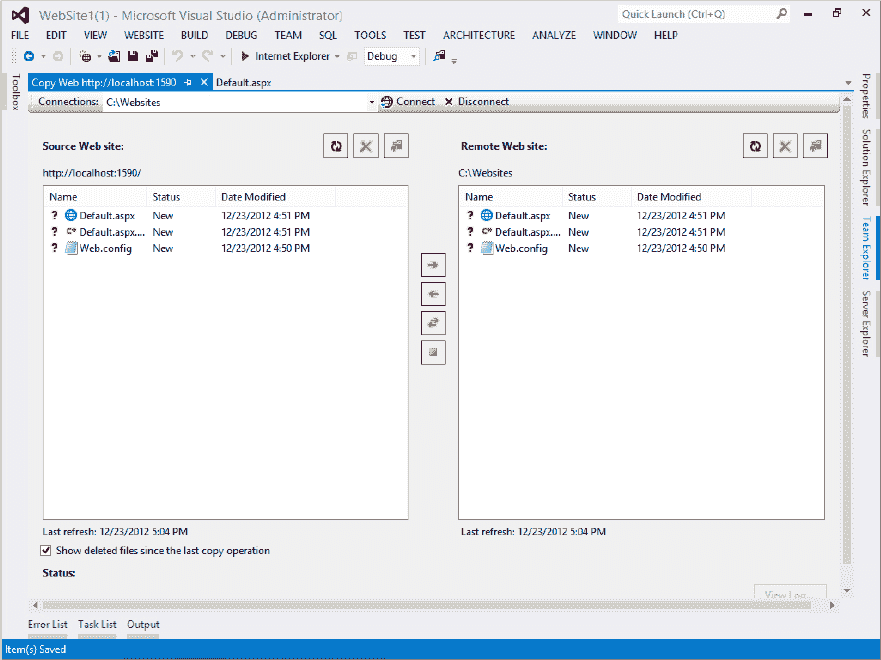 WebSite1(1) - Microsoft Visual Studio (Administrator)
Quick Launch (Ctrl+Q)
FILE EDIT VIEW WEBSITE BUILD DEBUG TEAM SQL TOOLS TEST ARCHITECTURE ANALYZE WINDOW HELP
Internet Explorer Debug
Copy Web http://localhost:1590 Default.aspx
Toolbox
Connections: C:\Websites Connect Disconnect
Source Web site:
http://localhost:1590/
Name Status Date Modified
? Default.aspx New 12/23/2012 4:51 PM
? C# Default.aspx.... New 12/23/2012 4:51 PM
? Web.config New 12/23/2012 4:50 PM
Last refresh: 12/23/2012 5:04 PM
Show deleted files since the last copy operation
Status:
Remote Web site:
C:\Websites
Name Status Date Modified
? Default.aspx New 12/23/2012 4:51 PM
? C# Default.aspx.... New 12/23/2012 4:51 PM
? Web.config New 12/23/2012 4:50 PM
Last refresh: 12/23/2012 5:04 PM
View Log...
Properties
Solution Explorer
Team Explorer
Server Explorer
Error List Task List Output
Item(s) Saved